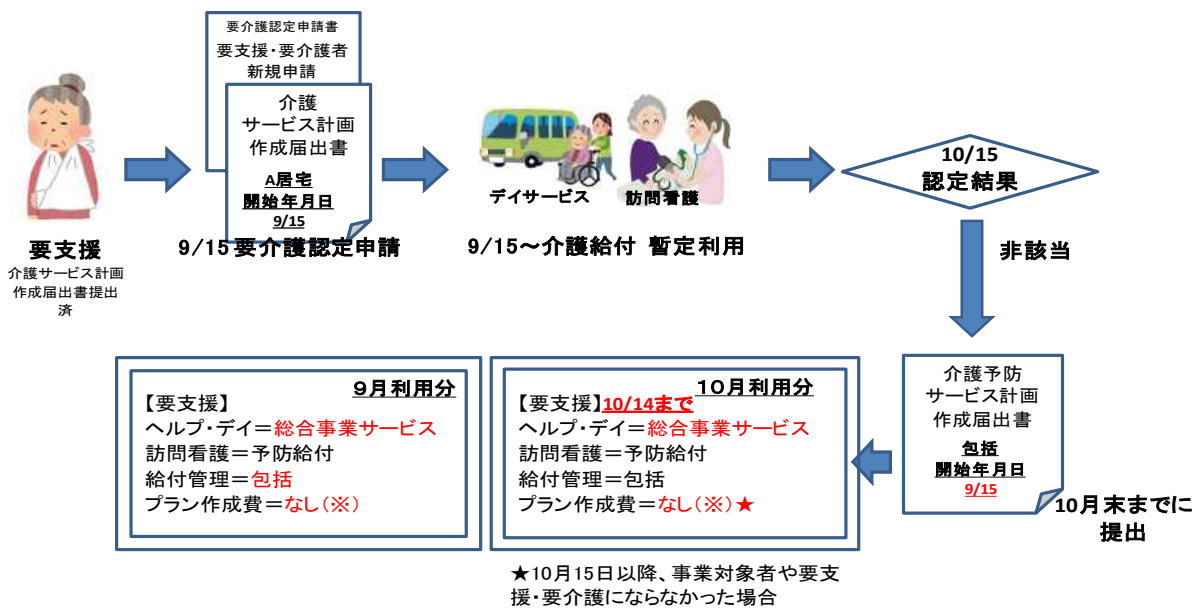 要介護認定申請書
要支援・要介護者
新規申請
介護
サービス計画
作成届出書
A居宅
開始年月日
9/15
要支援
介護サービス計画
作成届出書提出
済
9/15 要介護認定申請
デイサービス
訪問看護
9/15～介護給付 暫定利用
10/15
認定結果
非該当
介護予防
サービス計画
作成届出書
包括
開始年月日
9/15
10月末までに
提出
9月利用分
【要支援】
ヘルプ・デイ＝総合事業サービス
訪問看護＝予防給付
給付管理＝包括
プラン作成費＝なし（※）
10月利用分
【要支援】10/14まで
ヘルプ・デイ＝総合事業サービス
訪問看護＝予防給付
給付管理＝包括
プラン作成費＝なし（※）★
★10月15日以降、事業対象者や要支
援・要介護にならなかった場合